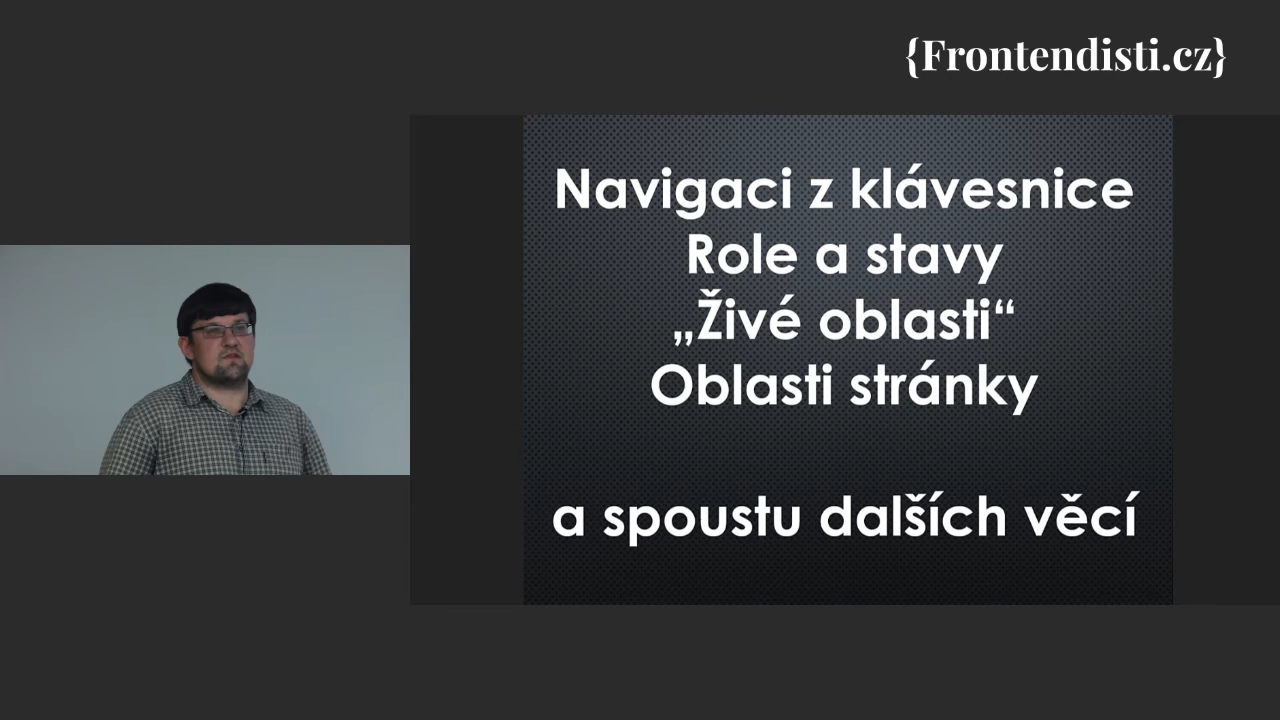 {Frontendisti.cz}
Navigaci z klávesnice
Role a stavy
„Živé oblasti“
Oblasti stránky
a spoustu dalších věcí